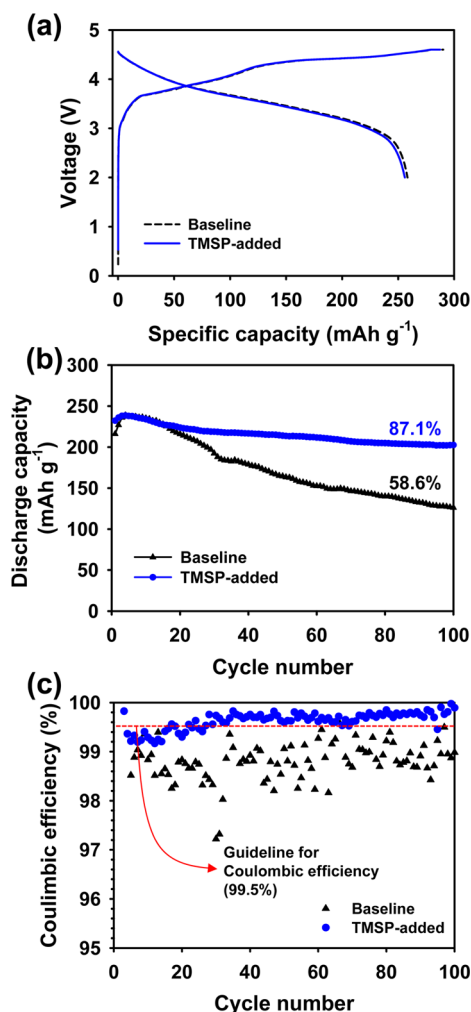 (a)
5
4
3
2
1
0
Voltage (V)
Baseline
TMSP-added
0 50 100 150 200 250 300
Specific capacity (mAh g-1)
(b)
300
250
200
150
100
50
0
Discharge capacity
(mAh g-1)
87.1%
58.6%
Baseline
TMSP-added
0 20 40 60 80 100
Cycle number
(c)
100
99
98
97
96
95
Coulimbic efficiency (%)
Guideline for
Coulombic efficiency
(99.5%)
Baseline
TMSP-added
0 20 40 60 80 100
Cycle number